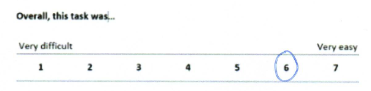 Overall, this task was...
Very difficult Very easy
1 2 3 4 5 6 7